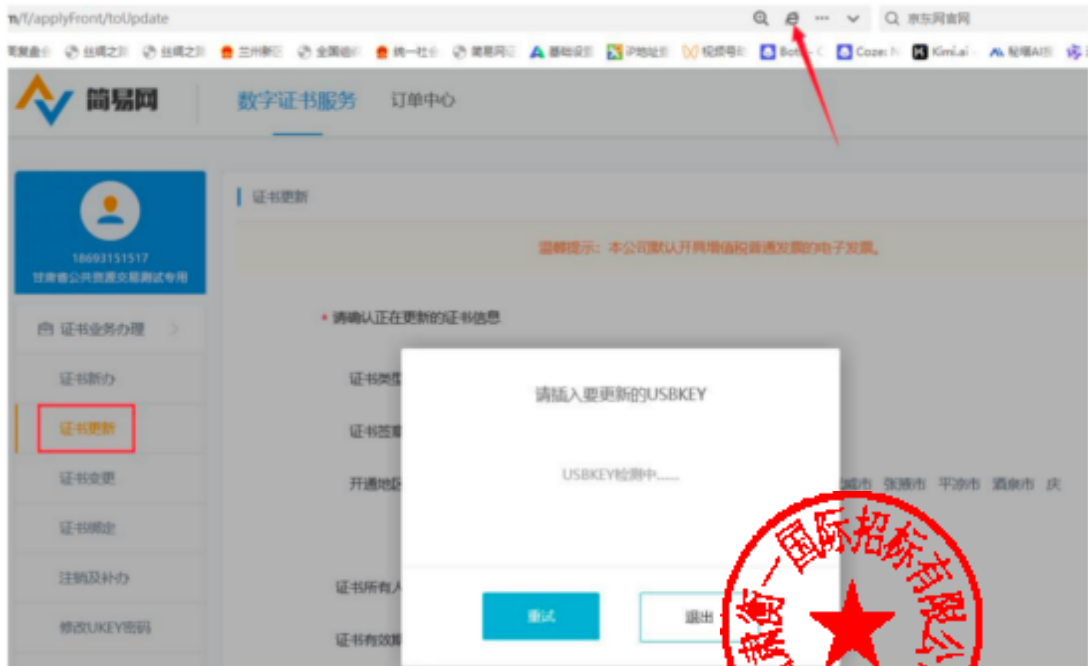 n/f/applyFront/toUpdate
京东网官网
简易网
数字证书服务 订单中心
证书更新
18693151517
甘肃省公共资源交易测试专用
温馨提示：本公司默认开具增值税普通发票的电子发票。
* 请确认正在更新的证书信息
证书业务办理
证书新办
证书类型
请插入要更新的USBKEY
证书更新
证书签章
USBKEY检测中......
证书变更
开通地区
张掖市 平凉市 酒泉市 庆
证书绑定
注销及补办
证书所有人
重试
退出
修改UKEY密码
证书有效期
肃衡一国际招标有限公